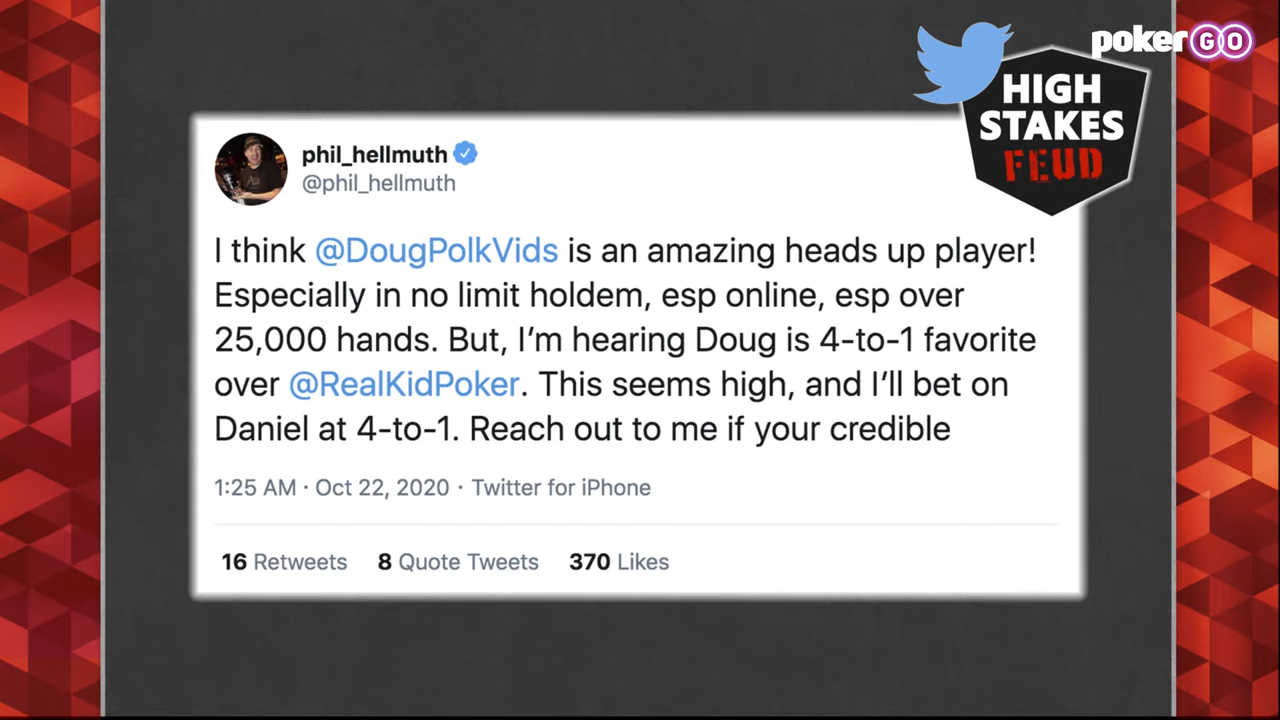 pokerGO
HIGH
STAKES
FEUD
phil_hellmuth
@phil_hellmuth
I think @DougPolkVids is an amazing heads up player!
Especially in no limit holdem, esp online, esp over
25,000 hands. But, I’m hearing Doug is 4-to-1 favorite
over @RealKidPoker. This seems high, and I’ll bet on
Daniel at 4-to-1. Reach out to me if your credible
1:25 AM · Oct 22, 2020 · Twitter for iPhone
16 Retweets 8 Quote Tweets 370 Likes